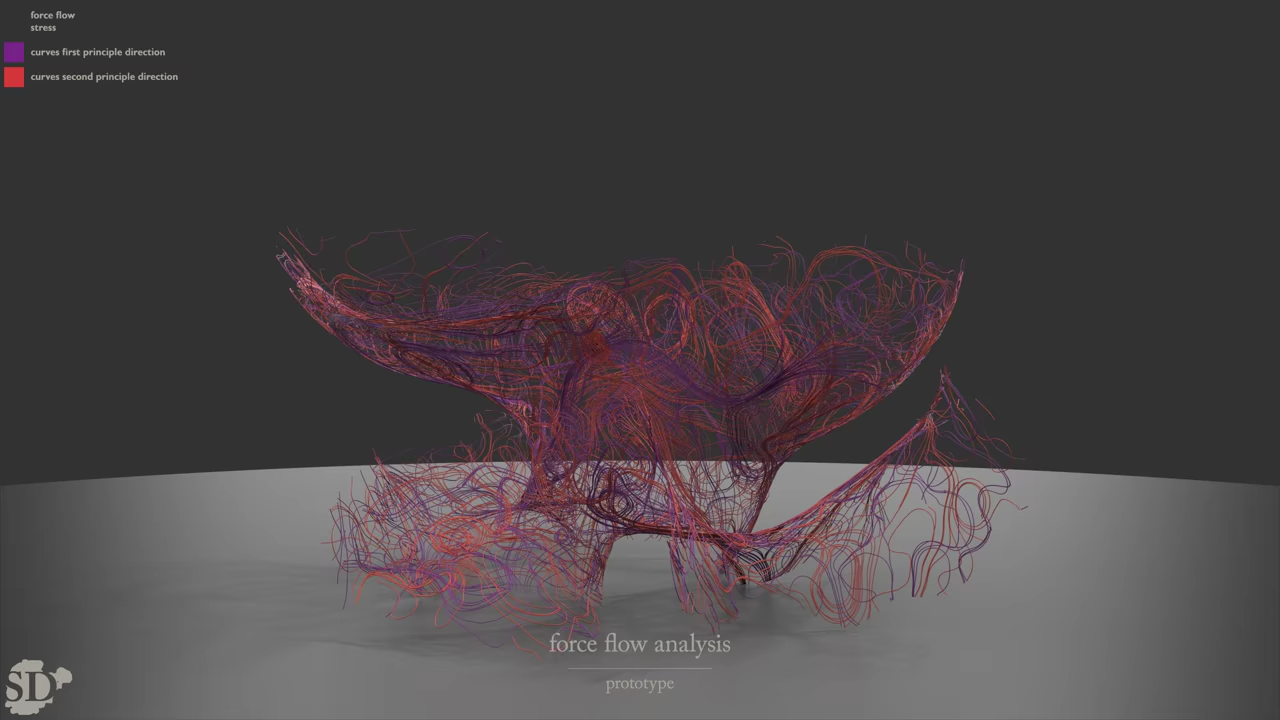 force flow
stress
curves first principle direction
curves second principle direction
force flow analysis
prototype
SD